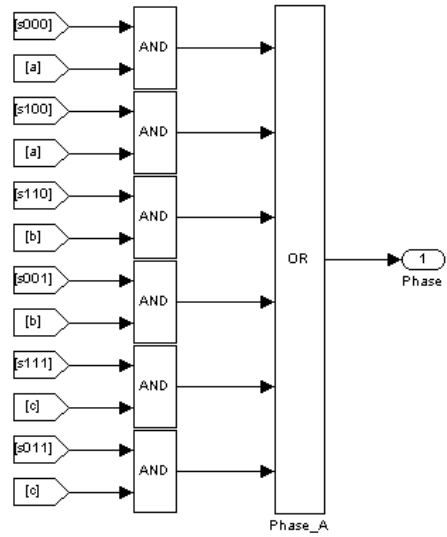 [s000]
AND
[a]
[s100]
AND
[a]
[s110]
AND
[b]
[s001]
AND
[b]
[s111]
AND
[c]
[s011]
AND
[c]
OR
1
Phase
Phase_A